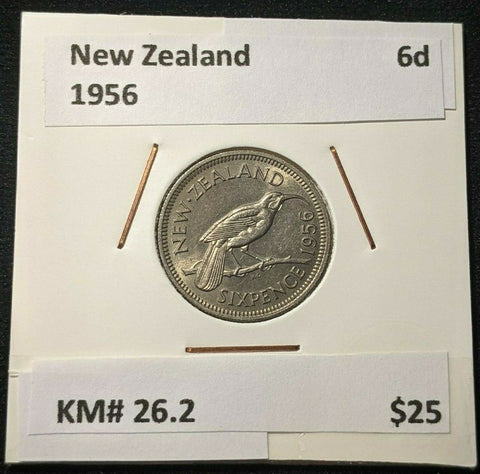 New Zealand 6d
1956
NEW·ZEALAND
1956
SIXPENCE
KM# 26.2 $25